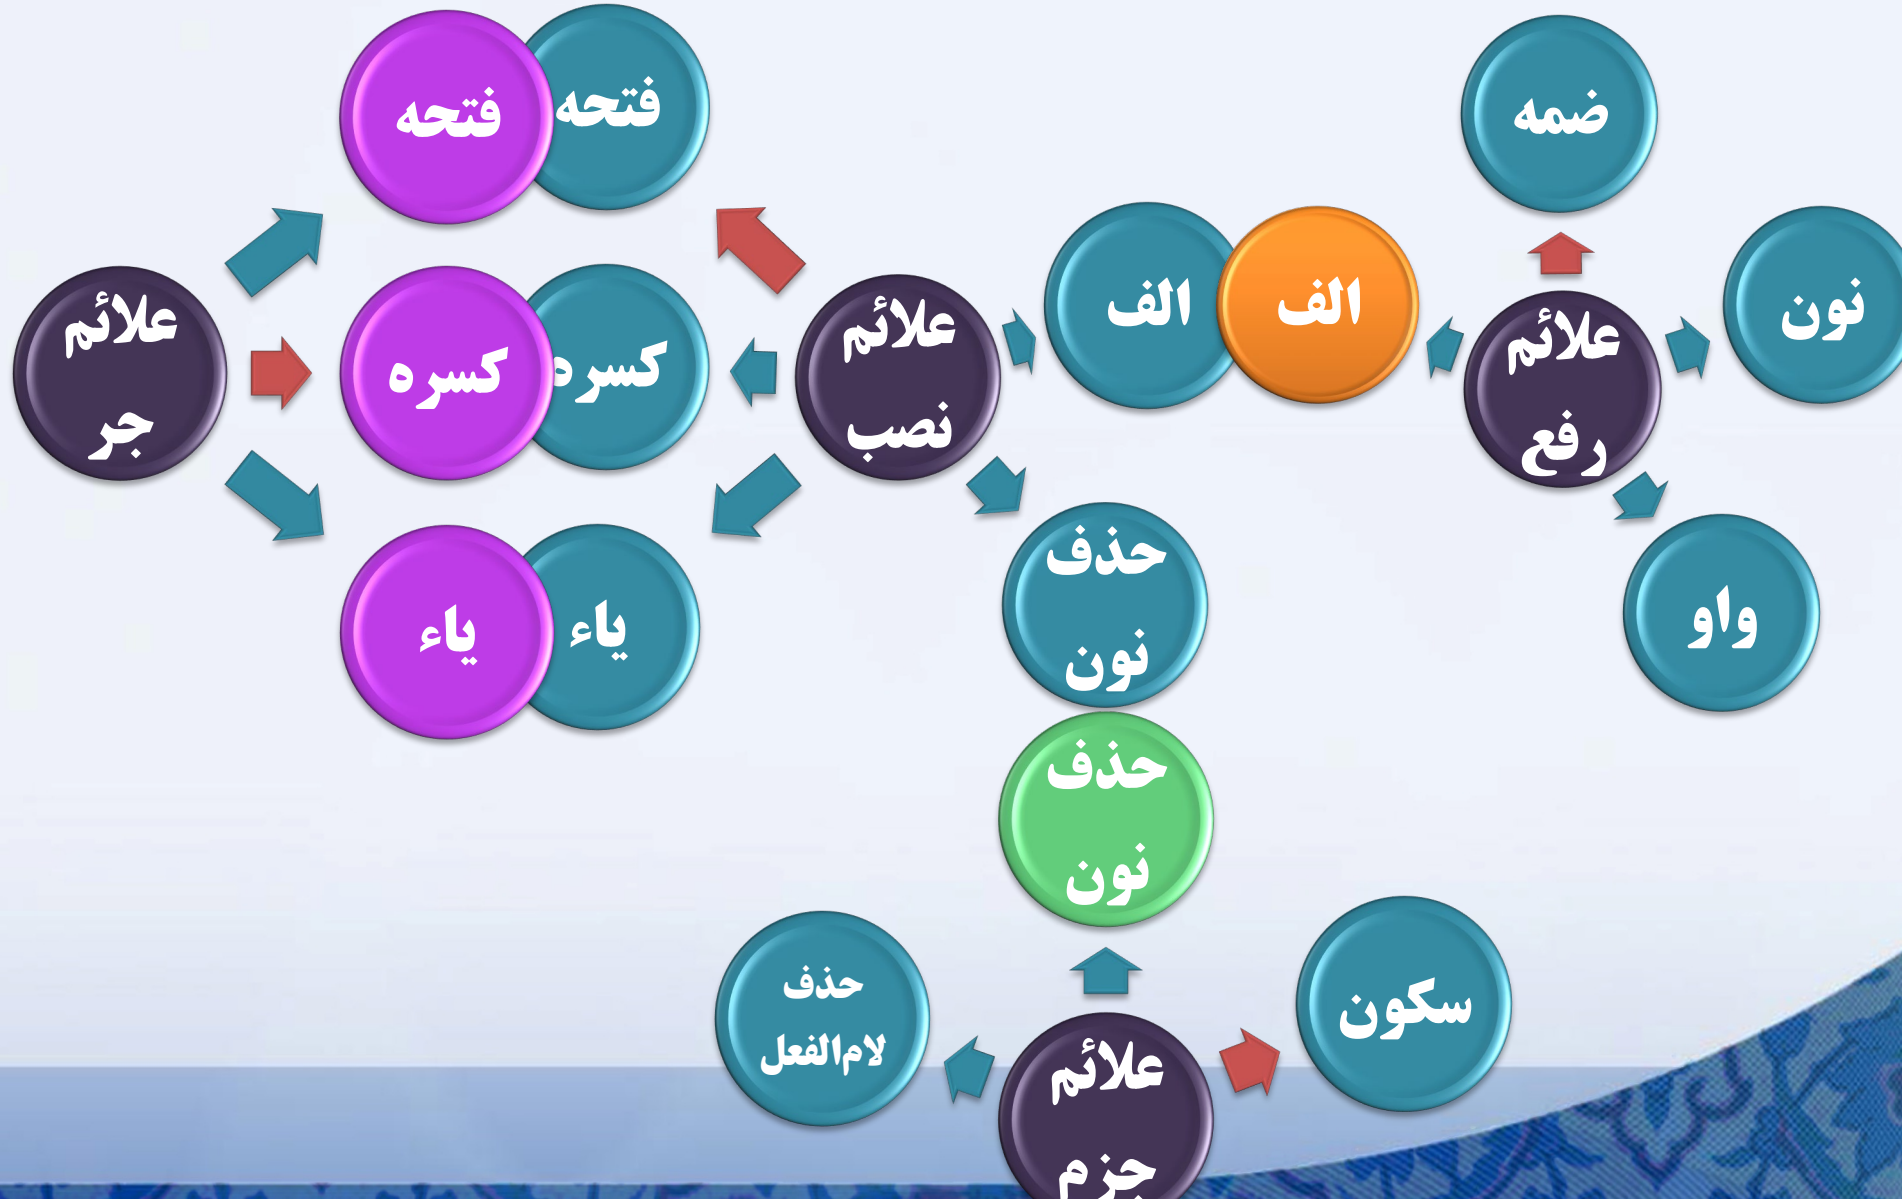 ضمه
نون
علائم
رفع
واو
الف
الف
علائم
نصب
فتحه
فتحه
کسره
کسره
یاء
یاء
علائم
جر
حذف
نون
حذف
نون
سکون
علائم
جزم
حذف
لام‌الفعل